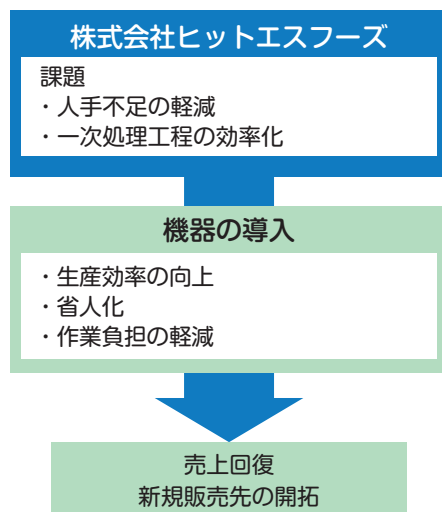 株式会社ヒットエスフーズ
課題
・人手不足の軽減
・一次処理工程の効率化
機器の導入
・生産効率の向上
・省人化
・作業負担の軽減
売上回復
新規販売先の開拓